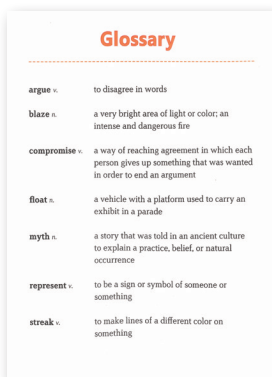 Glossary
argue v. to disagree in words
blaze n. a very bright area of light or color; an
intense and dangerous fire
compromise v. a way of reaching agreement in which each
person gives up something that was wanted
in order to end an argument
float n. a vehicle with a platform used to carry an
exhibit in a parade
myth n. a story that was told in an ancient culture
to explain a practice, belief, or natural
occurrence
represent v. to be a sign or symbol of someone or
something
streak v. to make lines of a different color on
something